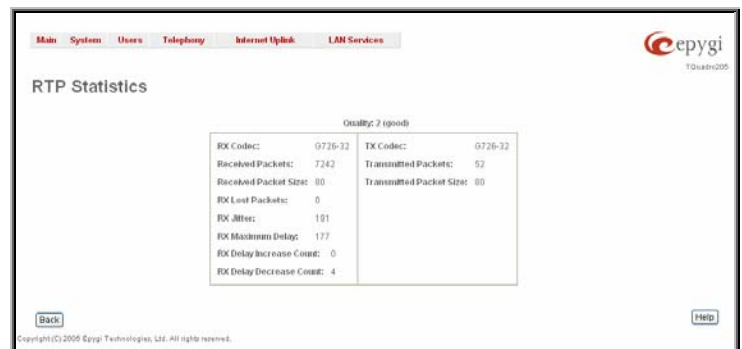 Main System Users Telephony Internet Uplink LAN Services
epygi
TQuadro205
RTP Statistics
Quality: 2 (good)
RX Codec: G726-32
Received Packets: 7242
Received Packet Size: 80
RX Lost Packets: 0
RX Jitter: 191
RX Maximum Delay: 177
RX Delay Increase Count: 0
RX Delay Decrease Count: 4
TX Codec: G726-32
Transmitted Packets: 52
Transmitted Packet Size: 80
Back
Help
Copyright (C) 2006 Epygi Technologies, Ltd. All rights reserved.